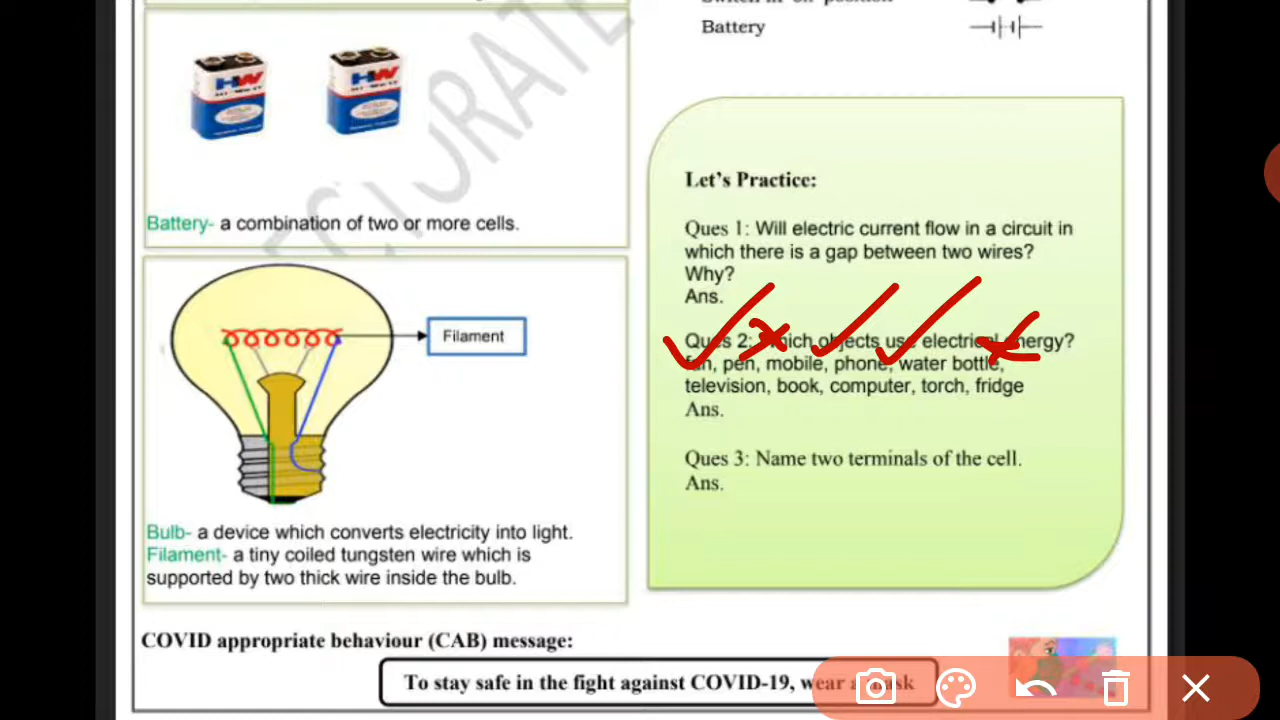 Battery
HW
HW
Battery- a combination of two or more cells.
Filament
Bulb- a device which converts electricity into light.
Filament- a tiny coiled tungsten wire which is
supported by two thick wire inside the bulb.
Let's Practice:
Ques 1: Will electric current flow in a circuit in
which there is a gap between two wires?
Why?
Ans.
Ques 2: Which objects use electrical energy?
fan, pen, mobile, phone, water bottle,
television, book, computer, torch, fridge
Ans.
Ques 3: Name two terminals of the cell.
Ans.
COVID appropriate behaviour (CAB) message:
To stay safe in the fight against COVID-19, wear a mask